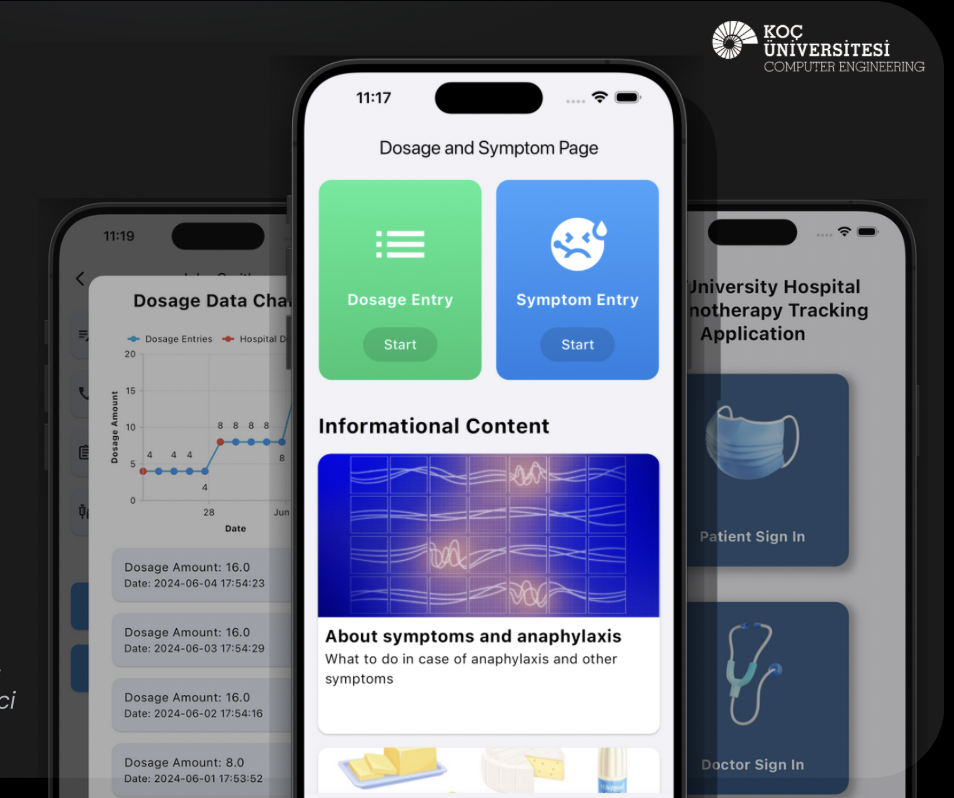 KOÇ
ÜNİVERSİTESİ
COMPUTER ENGINEERING
11:19
Dosage Data
Dosage Entries
Hospital
20
15
10
5
0
Dosage Amount
4
4
4
4
8
8
8
8
8
28
Jun
Date
Dosage Amount: 16.0
Date: 2024-06-04 17:54:23
Dosage Amount: 16.0
Date: 2024-06-03 17:54:29
Dosage Amount: 16.0
Date: 2024-06-02 17:54:16
Dosage Amount: 8.0
Date: 2024-06-01 17:53:52
ci
11:17
Dosage and Symptom Page
Dosage Entry
Start
Symptom Entry
Start
Informational Content
About symptoms and anaphylaxis
What to do in case of anaphylaxis and other
symptoms
University Hospital
notherapy Tracking
Application
Patient Sign In
Doctor Sign In